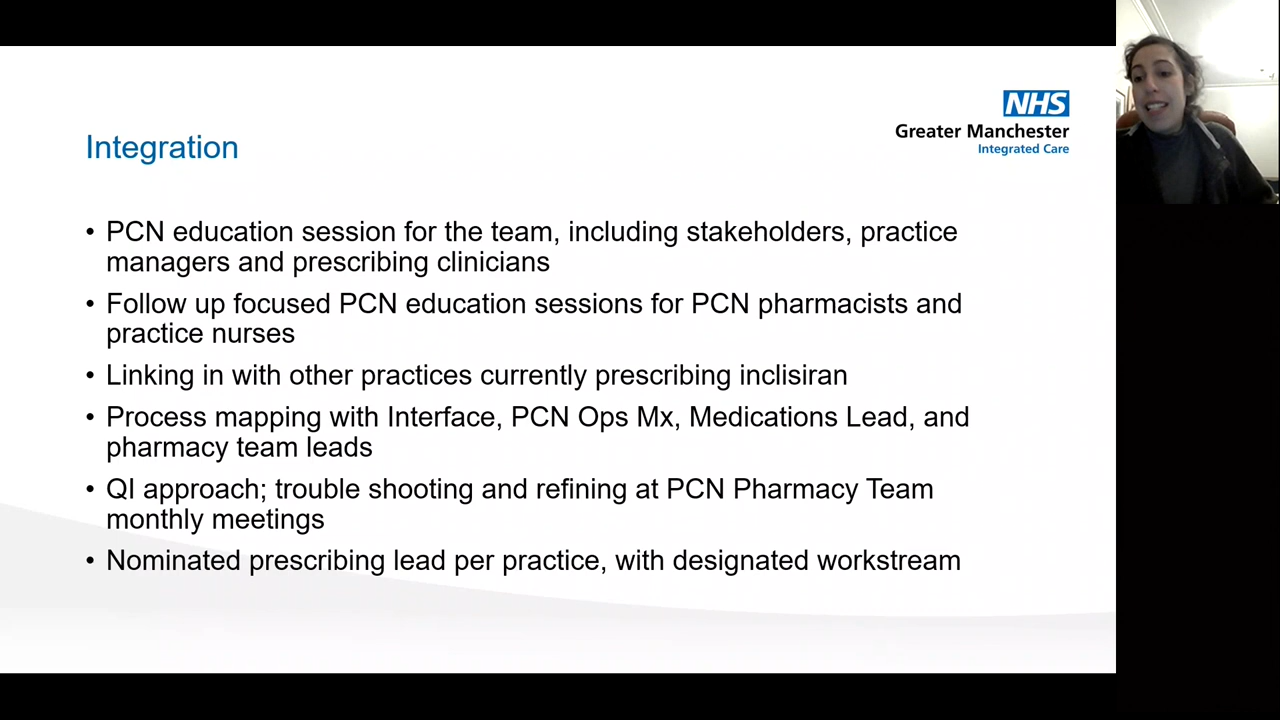 NHS
Greater Manchester
Integrated Care
Integration
• PCN education session for the team, including stakeholders, practice
managers and prescribing clinicians
• Follow up focused PCN education sessions for PCN pharmacists and
practice nurses
• Linking in with other practices currently prescribing inclisiran
• Process mapping with Interface, PCN Ops Mx, Medications Lead, and
pharmacy team leads
• QI approach; trouble shooting and refining at PCN Pharmacy Team
monthly meetings
• Nominated prescribing lead per practice, with designated workstream